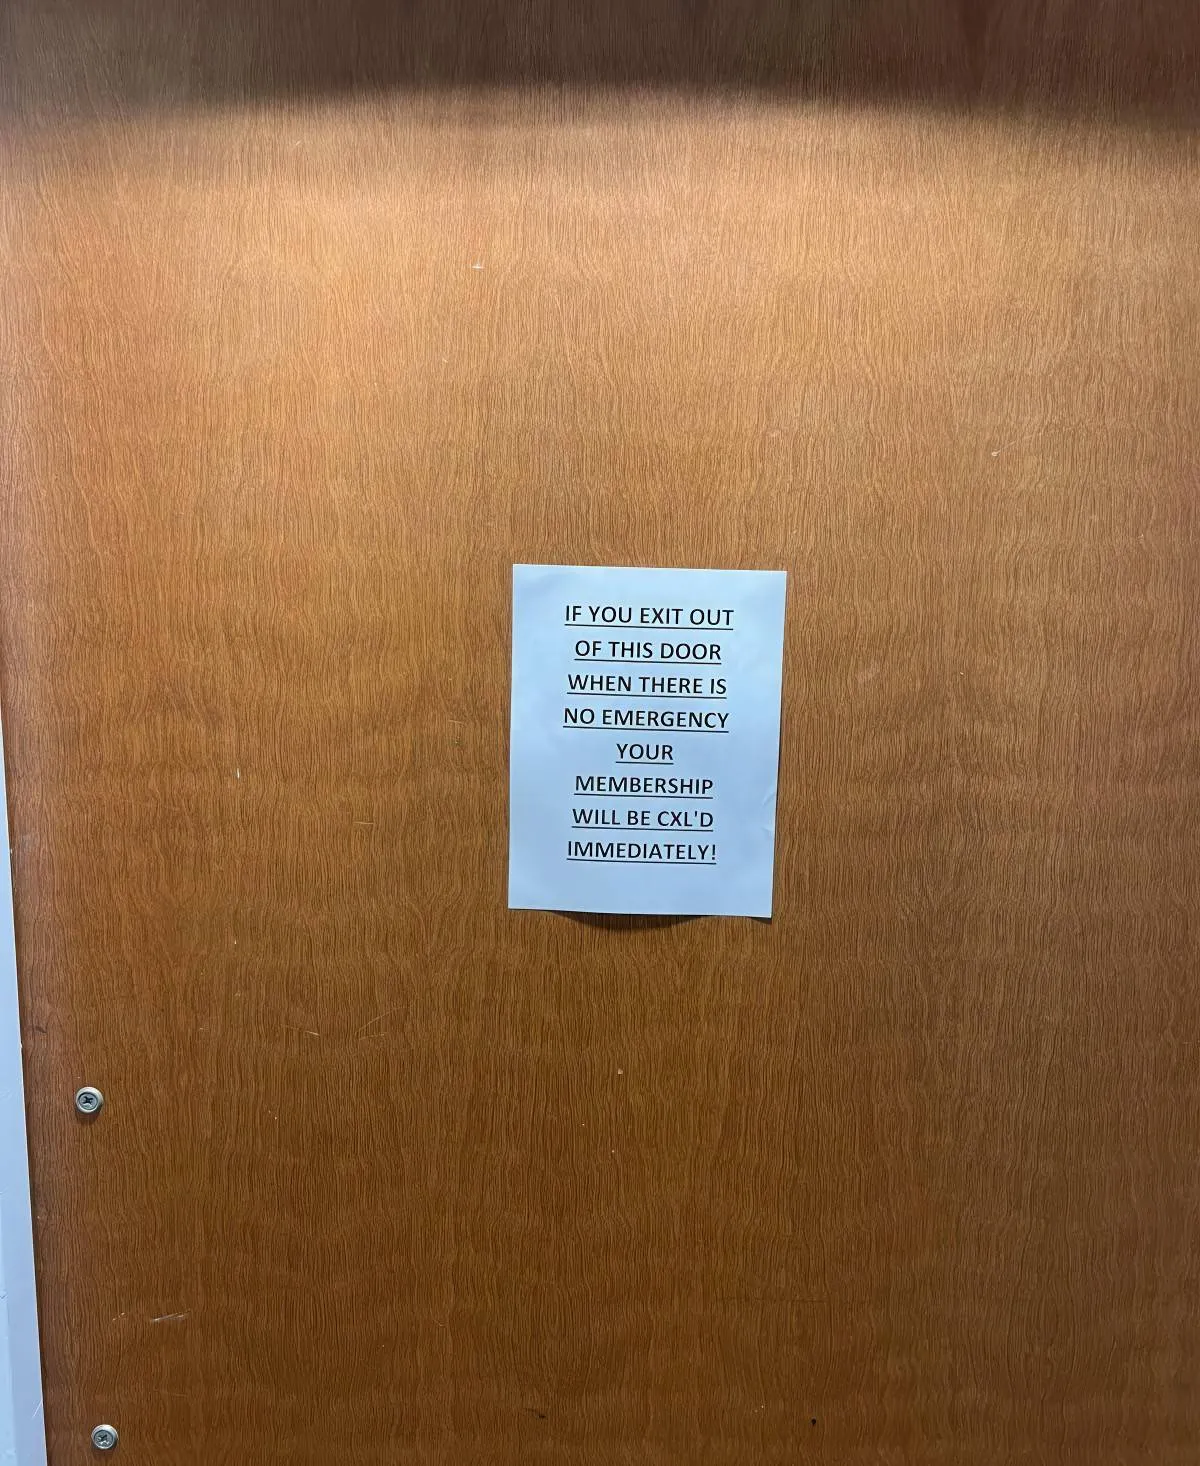 IF YOU EXIT OUT
OF THIS DOOR
WHEN THERE IS
NO EMERGENCY
YOUR
MEMBERSHIP
WILL BE CXL'D
IMMEDIATELY!